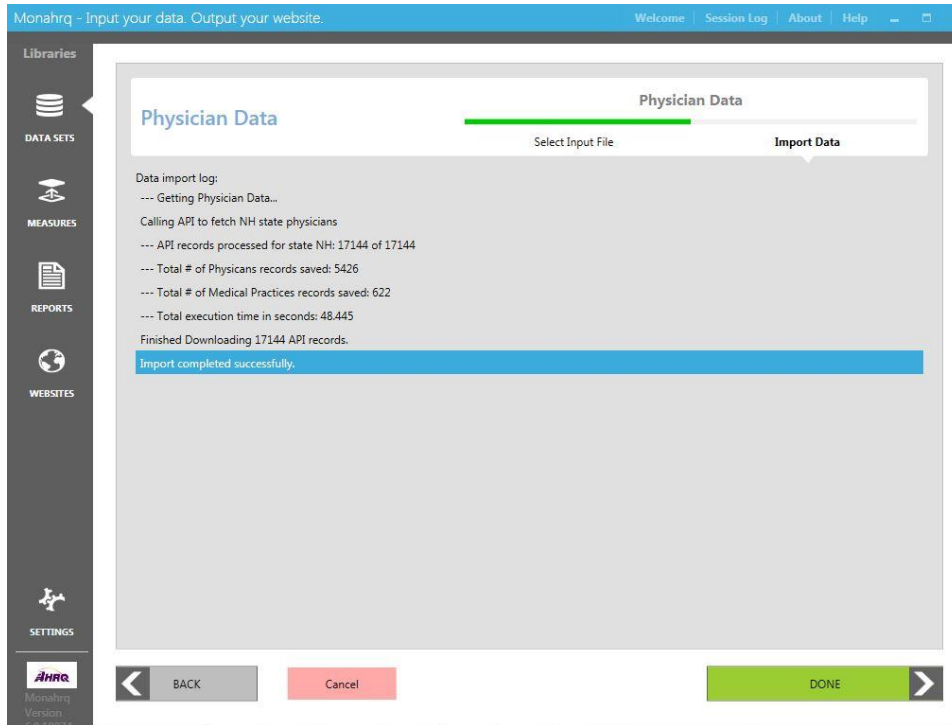 Monahrq - Input your data. Output your website.
Welcome Session Log About Help
Libraries
DATA SETS
MEASURES
REPORTS
WEBSITES
SETTINGS
AHRQ
Monahrq
Version
Physician Data
Physician Data
Select Input File
Import Data
Data import log:
--- Getting Physician Data...
Calling API to fetch NH state physicians
--- API records processed for state NH: 17144 of 17144
--- Total # of Physicans records saved: 5426
--- Total # of Medical Practices records saved: 622
--- Total execution time in seconds: 48.445
Finished Downloading 17144 API records.
Import completed successfully.
BACK
Cancel
DONE